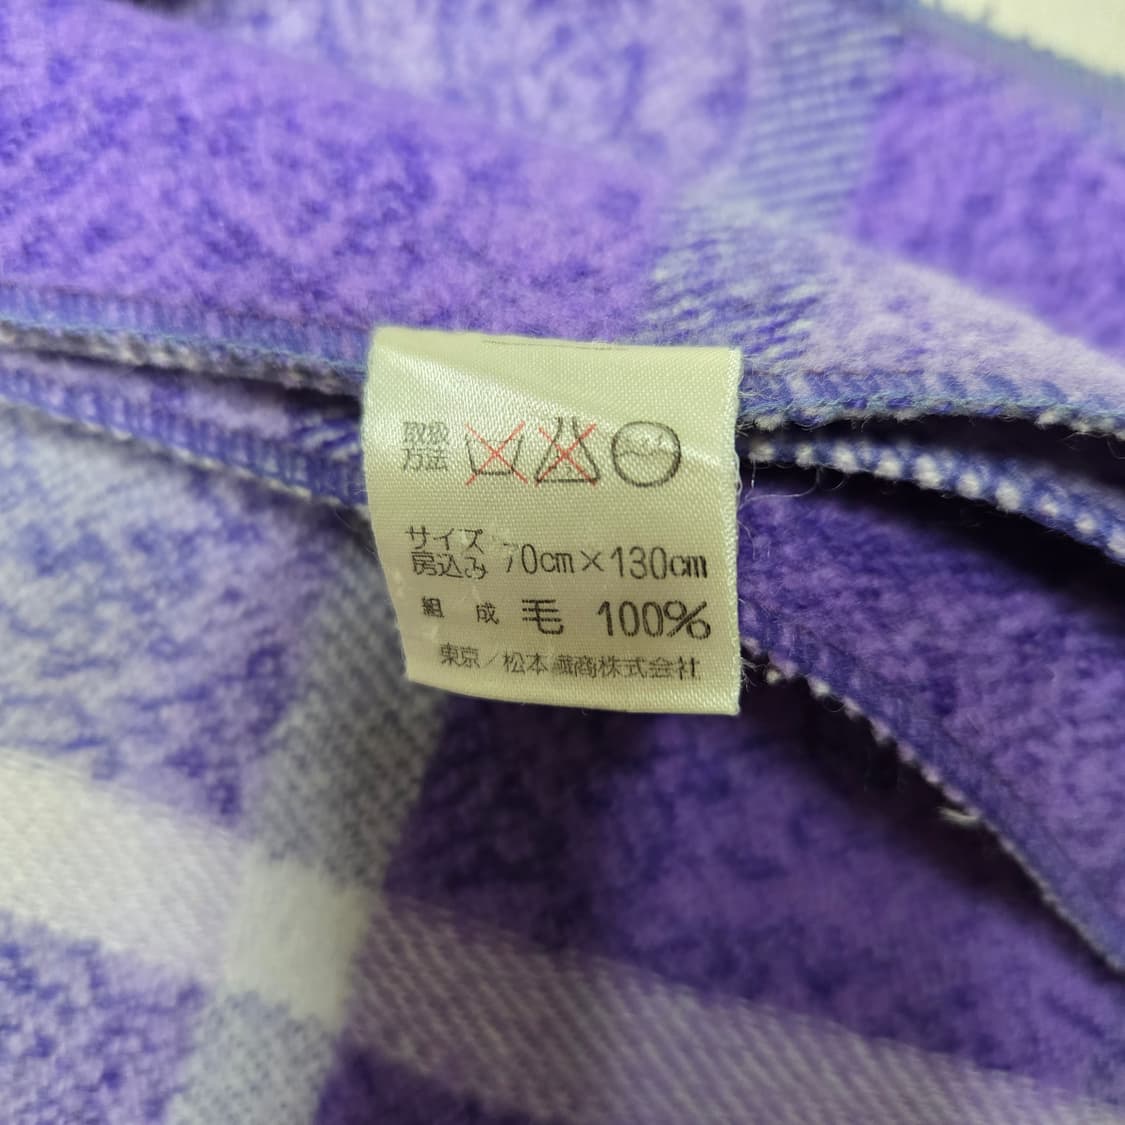 取扱
方法
サイズ
房込み 70cm×130cm
組成 毛 100%
東京/松本織商株式会社